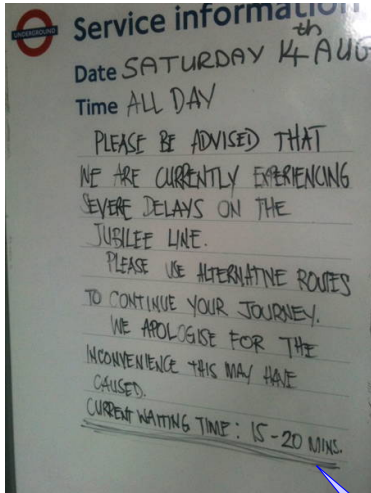 UNDERGROUND
Service information
Date SATURDAY 14th AUG
Time ALL DAY
PLEASE BE ADVISED THAT
WE ARE CURRENTLY EXPERIENCING
SEVERE DELAYS ON THE
JUBILEE LINE.
PLEASE USE ALTERNATIVE ROUTES
TO CONTINUE YOUR JOURNEY.
WE APOLOGISE FOR THE
INCONVENIENCE THIS MAY HAVE
CAUSED.
CURRENT WAITING TIME: 15-20 MINS.